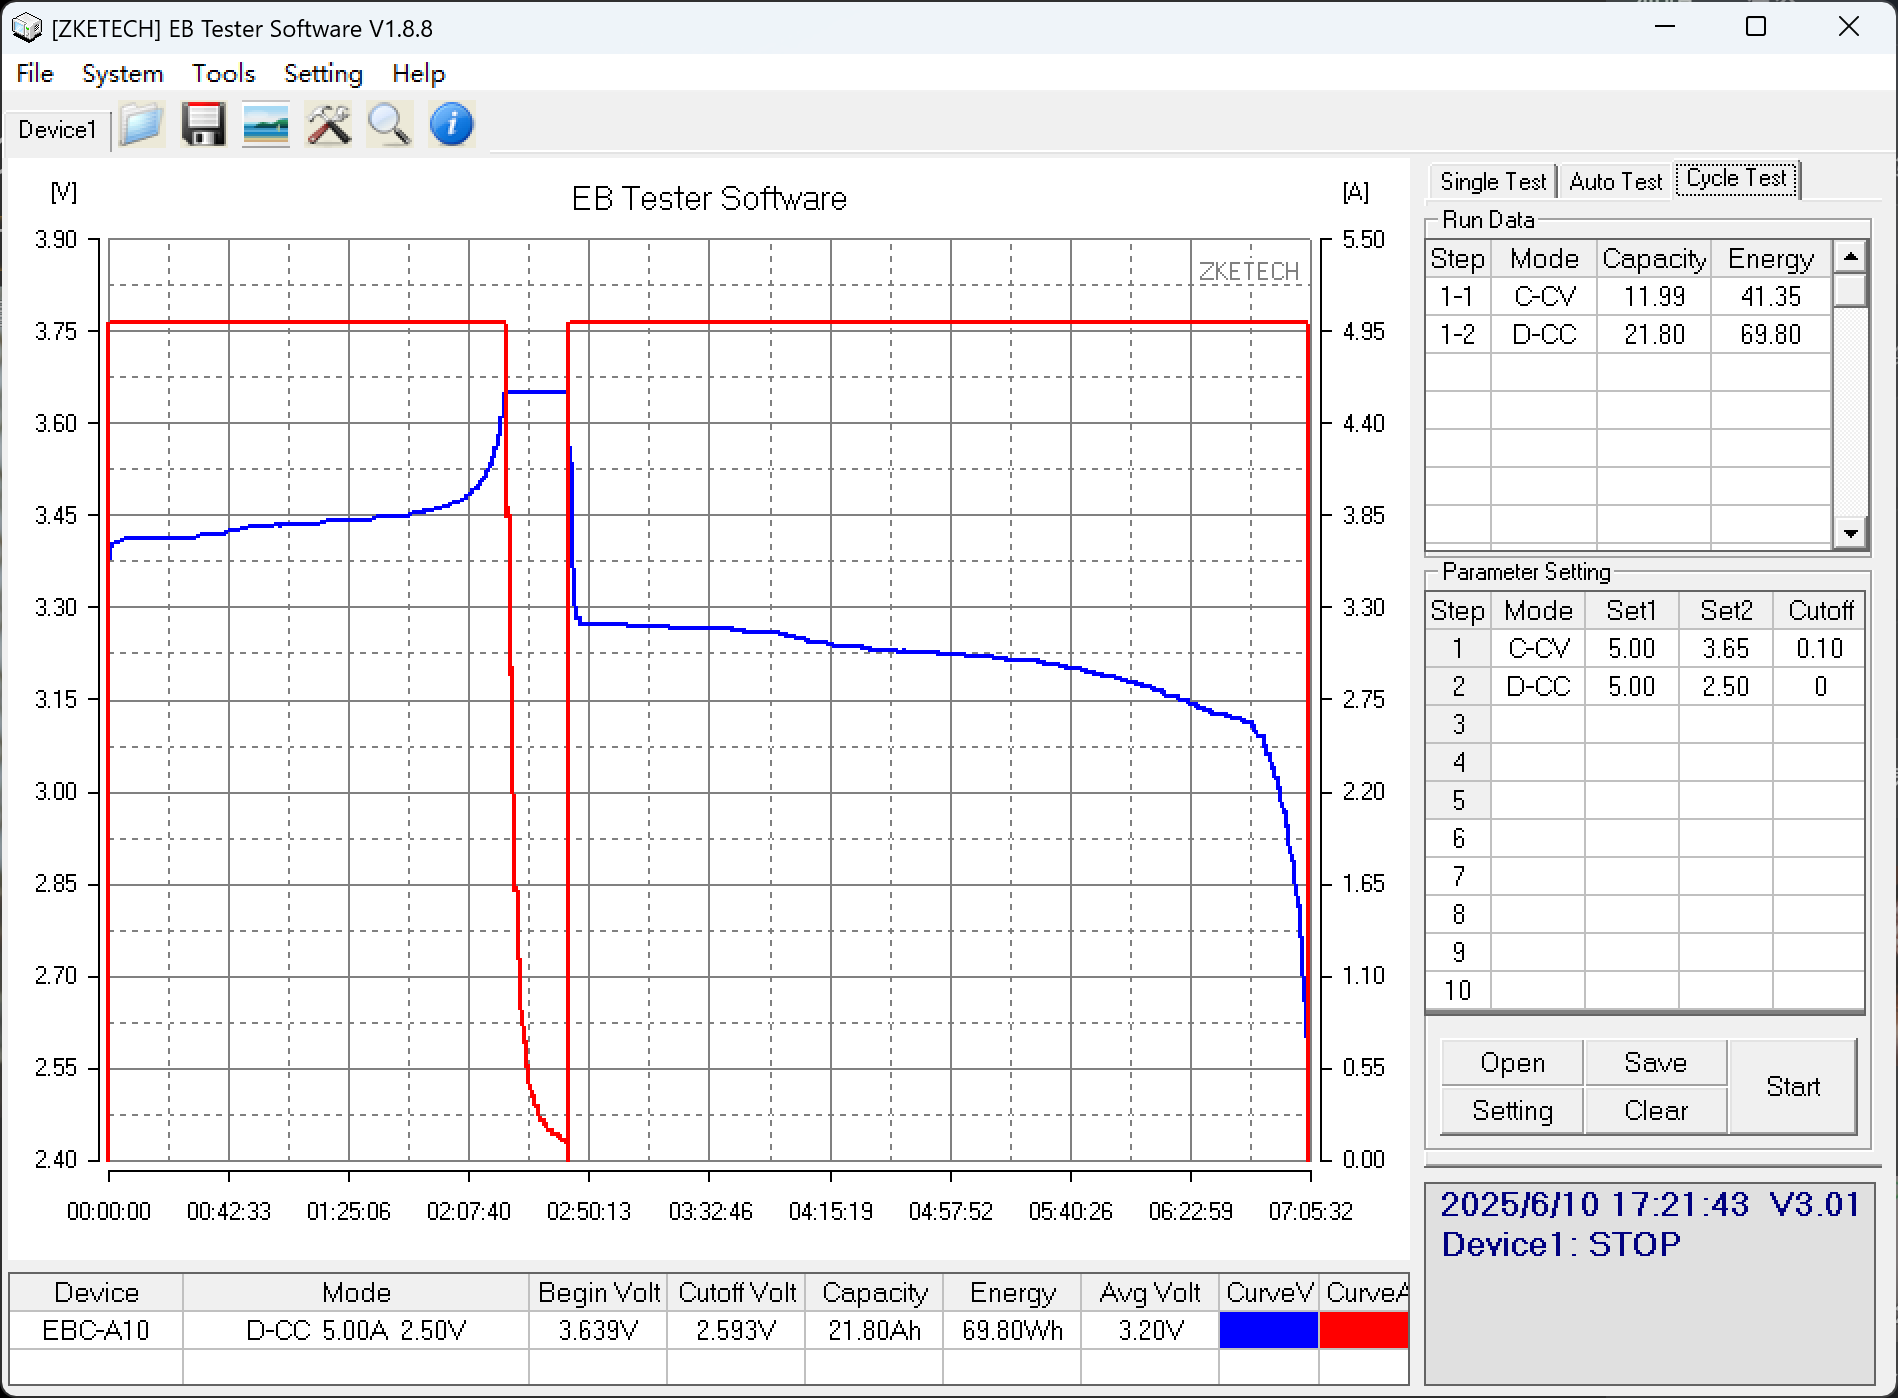 [ZKETECH] EB Tester Software V1.8.8
File System Tools Setting Help
Device1
[V] EB Tester Software [A]
ZKETECH
3.90 5.50
3.75 4.95
3.60 4.40
3.45 3.85
3.30 3.30
3.15 2.75
3.00 2.20
2.85 1.65
2.70 1.10
2.55 0.55
2.40 0.00
00:00:00 00:42:33 01:25:06 02:07:40 02:50:13 03:32:46 04:15:19 04:57:52 05:40:26 06:22:59 07:05:32
Device Mode Begin Volt Cutoff Volt Capacity Energy Avg Volt CurveV CurveA
EBC-A10 D-CC 5.00A 2.50V 3.639V 2.593V 21.80Ah 69.80Wh 3.20V
Single Test Auto Test Cycle Test
Run Data
Step Mode Capacity Energy
1-1 C-CV 11.99 41.35
1-2 D-CC 21.80 69.80
Parameter Setting
Step Mode Set1 Set2 Cutoff
1 C-CV 5.00 3.65 0.10
2 D-CC 5.00 2.50 0
3
4
5
6
7
8
9
10
Open Save Start
Setting Clear
2025/6/10 17:21:43 V3.01
Device1: STOP